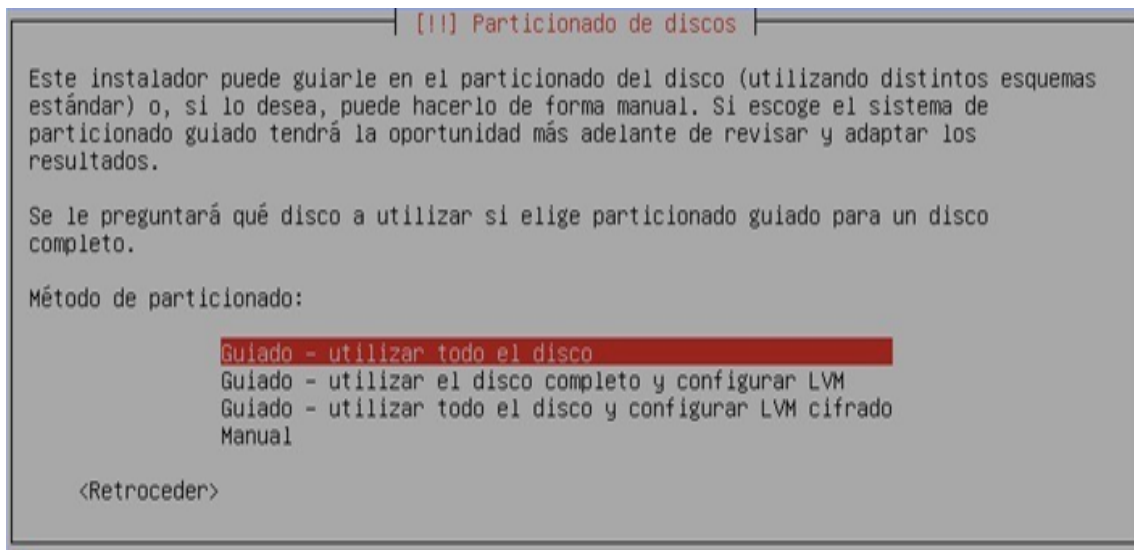 [!!] Particionado de discos
Este instalador puede guiarle en el particionado del disco (utilizando distintos esquemas
estándar) o, si lo desea, puede hacerlo de forma manual. Si escoge el sistema de
particionado guiado tendrá la oportunidad más adelante de revisar y adaptar los
resultados.
Se le preguntará qué disco a utilizar si elige particionado guiado para un disco
completo.
Método de particionado:
Guiado - utilizar todo el disco
Guiado - utilizar el disco completo y configurar LVM
Guiado - utilizar todo el disco y configurar LVM cifrado
Manual
<Retroceder>